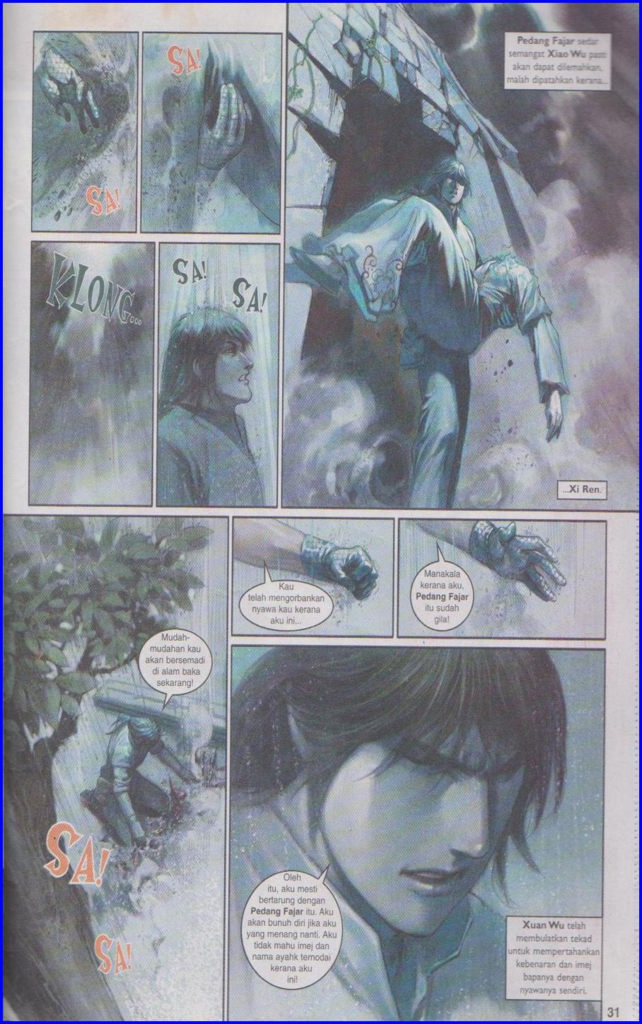 SA!
SA!
Pedang Fajar sedar
semangat Xiao Wu pasti
akan dapat dilemahkan,
malah dipatahkan kerana...
KLONG...
SA!
SA!
...Xi Ren.
Mudah-
mudahan kau
akan bersemadi
di alam baka
sekarang!
SA!
SA!
Kau
telah mengorbankan
nyawa kau kerana
aku ini...
Manakala
kerana aku,
Pedang Fajar
itu sudah
gila!
Oleh
itu, aku mesti
bertarung dengan
Pedang Fajar itu. Aku
akan bunuh diri jika aku
yang menang nanti. Aku
tidak mahu imej dan
nama ayahk temodai
kerana aku
ini!
Xuan Wu telah
membulatkan tekad
untuk mempertahankan
kebenaran dan imej
bapanya dengan
nyawanya sendiri.
31